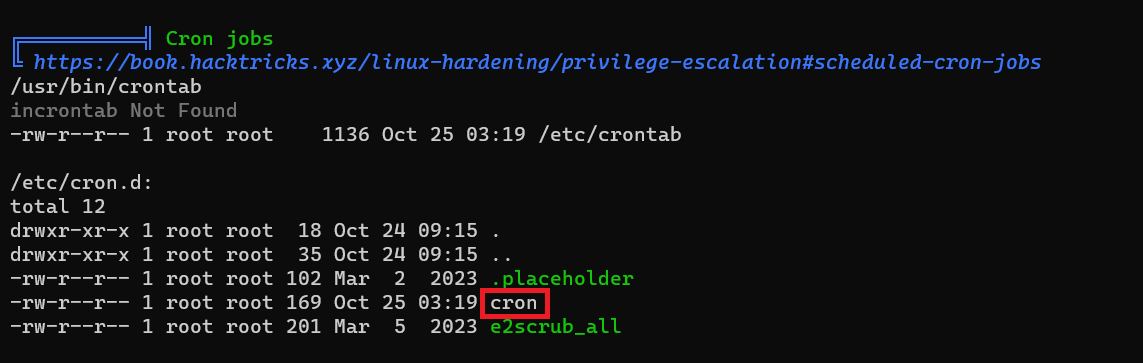 ╔══════════╣ Cron jobs
╚ https://book.hacktricks.xyz/linux-hardening/privilege-escalation#scheduled-cron-jobs
/usr/bin/crontab
incrontab Not Found
-rw-r--r-- 1 root root    1136 Oct 25 03:19 /etc/crontab

/etc/cron.d:
total 12
drwxr-xr-x 1 root root  18 Oct 24 09:15 .
drwxr-xr-x 1 root root  35 Oct 24 09:15 ..
-rw-r--r-- 1 root root 102 Mar  2  2023 .placeholder
-rw-r--r-- 1 root root 169 Oct 25 03:19 cron
-rw-r--r-- 1 root root 201 Mar  5  2023 e2scrub_all